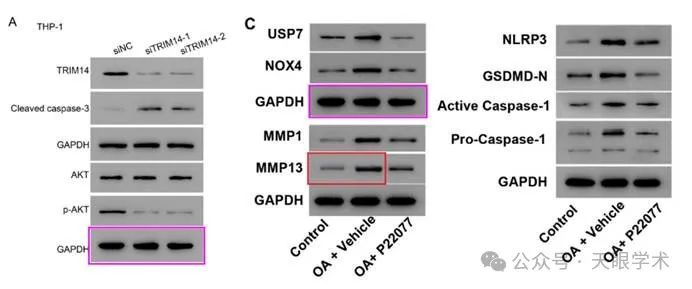 A
THP-1
siNC
siTRIM14-1
siTRIM14-2
TRIM14
Cleaved caspase-3
GAPDH
AKT
p-AKT
GAPDH
C
USP7
NOX4
GAPDH
MMP1
MMP13
GAPDH
Control
OA + Vehicle
OA+ P22077
NLRP3
GSDMD-N
Active Caspase-1
Pro-Caspase-1
GAPDH
Control
OA + Vehicle
OA+ P22077
公众号 · 天眼学术